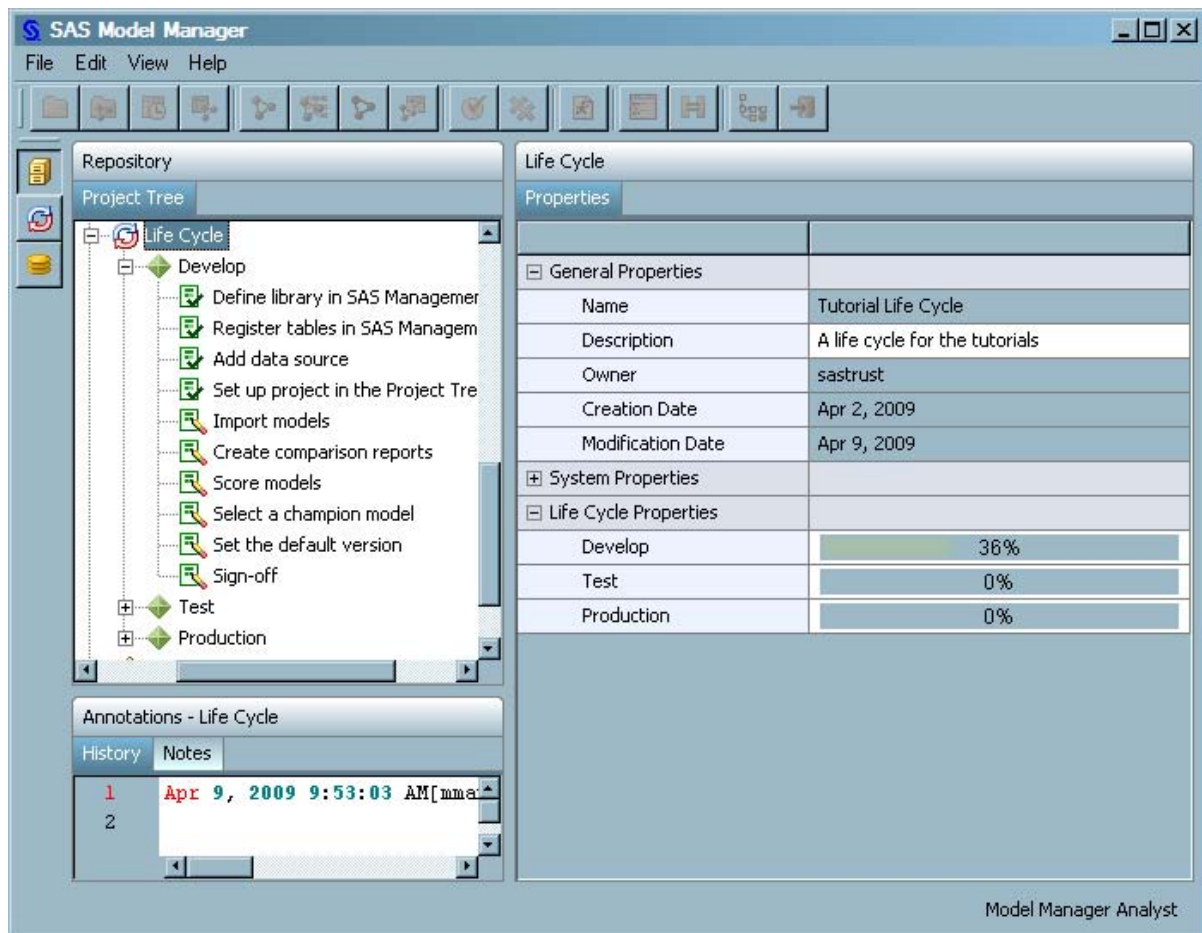 SAS Model Manager
File Edit View Help
Repository
Project Tree
Life Cycle
Develop
Define library in SAS Managemen
Register tables in SAS Managem
Add data source
Set up project in the Project Tre
Import models
Create comparison reports
Score models
Select a champion model
Set the default version
Sign-off
Test
Production
Annotations - Life Cycle
History Notes
1 Apr 9, 2009 9:53:03 AM[mma
2
Life Cycle
Properties
General Properties
Name Tutorial Life Cycle
Description A life cycle for the tutorials
Owner sastrust
Creation Date Apr 2, 2009
Modification Date Apr 9, 2009
System Properties
Life Cycle Properties
Develop 36%
Test 0%
Production 0%
Model Manager Analyst